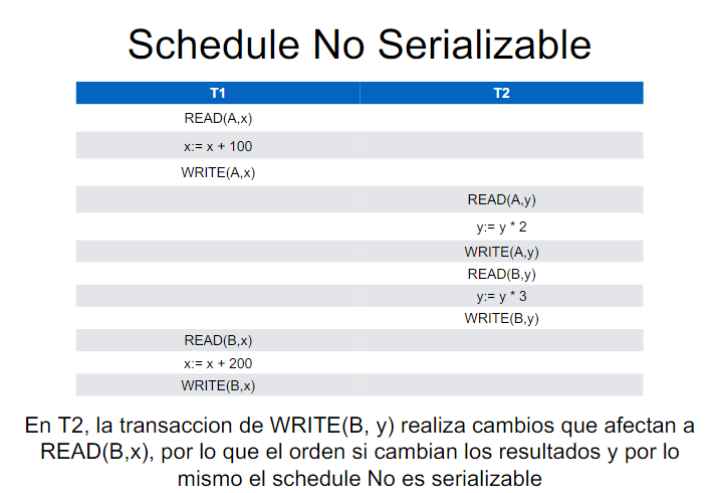 Schedule No Serializable
T1 T2
READ(A,x)
x:= x + 100
WRITE(A,x)
READ(A,y)
y:= y * 2
WRITE(A,y)
READ(B,y)
y:= y * 3
WRITE(B,y)
READ(B,x)
x:= x + 200
WRITE(B,x)
En T2, la transaccion de WRITE(B, y) realiza cambios que afectan a
READ(B,x), por lo que el orden si cambian los resultados y por lo
mismo el schedule No es serializable